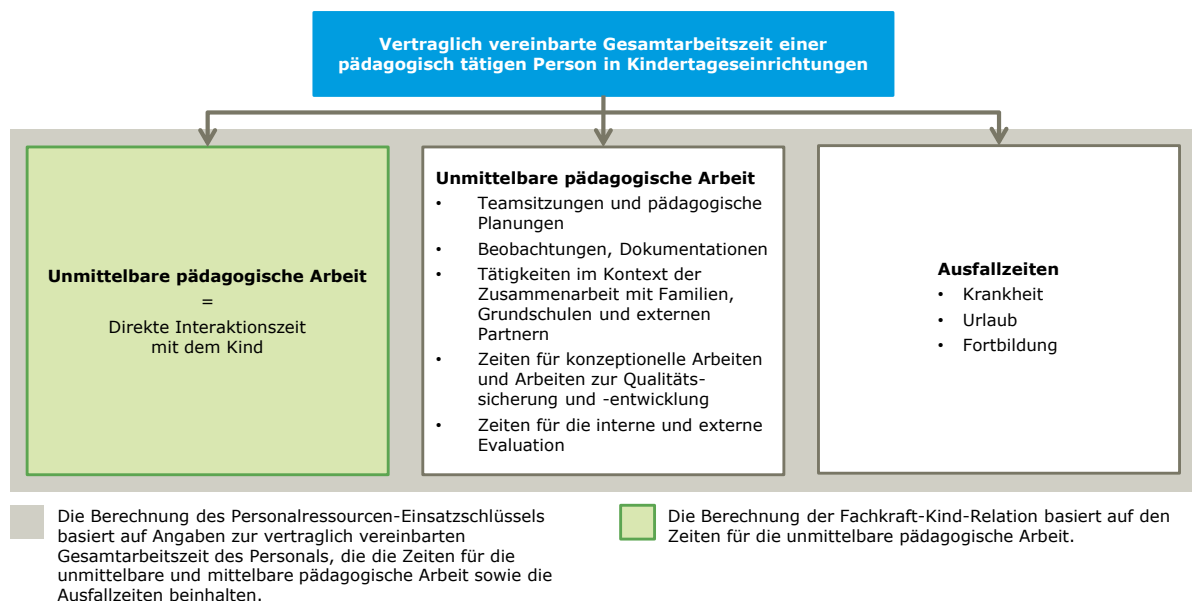 Vertraglich vereinbarte Gesamtarbeitszeit einer
pädagogisch tätigen Person in Kindertageseinrichtungen
Unmittelbare pädagogische Arbeit
=
Direkte Interaktionszeit
mit dem Kind
Unmittelbare pädagogische Arbeit
• Teamsitzungen und pädagogische
Planungen
• Beobachtungen, Dokumentationen
• Tätigkeiten im Kontext der
Zusammenarbeit mit Familien,
Grundschulen und externen
Partnern
• Zeiten für konzeptionelle Arbeiten
und Arbeiten zur Qualitäts-
sicherung und -entwicklung
• Zeiten für die interne und externe
Evaluation
Ausfallzeiten
• Krankheit
• Urlaub
• Fortbildung
Die Berechnung des Personalressourcen-Einsatzschlüssels
basiert auf Angaben zur vertraglich vereinbarten
Gesamtarbeitszeit des Personals, die die Zeiten für die
unmittelbare und mittelbare pädagogische Arbeit sowie die
Ausfallzeiten beinhalten.
Die Berechnung der Fachkraft-Kind-Relation basiert auf den
Zeiten für die unmittelbare pädagogische Arbeit.